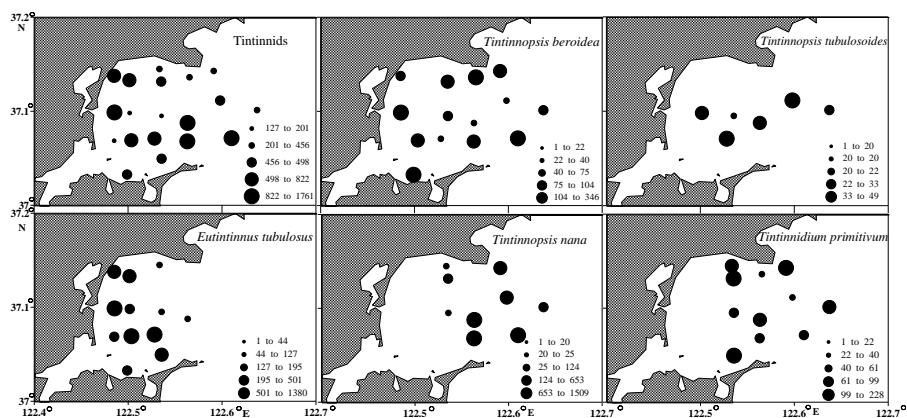 37.2°
N
Tintinnids
37.1°
127 to 201
201 to 456
456 to 498
498 to 822
822 to 1761
Tintinnopsis beroidea
1 to 22
22 to 40
40 to 75
75 to 104
104 to 346
Tintinnopsis tubulosoides
1 to 20
20 to 20
20 to 22
22 to 33
33 to 49
37°
37.2°
N
Eutintinnus tubulosus
37.1°
1 to 44
44 to 127
127 to 195
195 to 501
501 to 1380
Tintinnopsis nana
1 to 20
20 to 25
25 to 124
124 to 653
653 to 1509
Tintinnidium primitivum
1 to 22
22 to 40
40 to 61
61 to 99
99 to 228
37°
122.4° 122.5° 122.6° 122.7° 122.5° 122.6° 122.7° 122.5° 122.6°E 122.7°